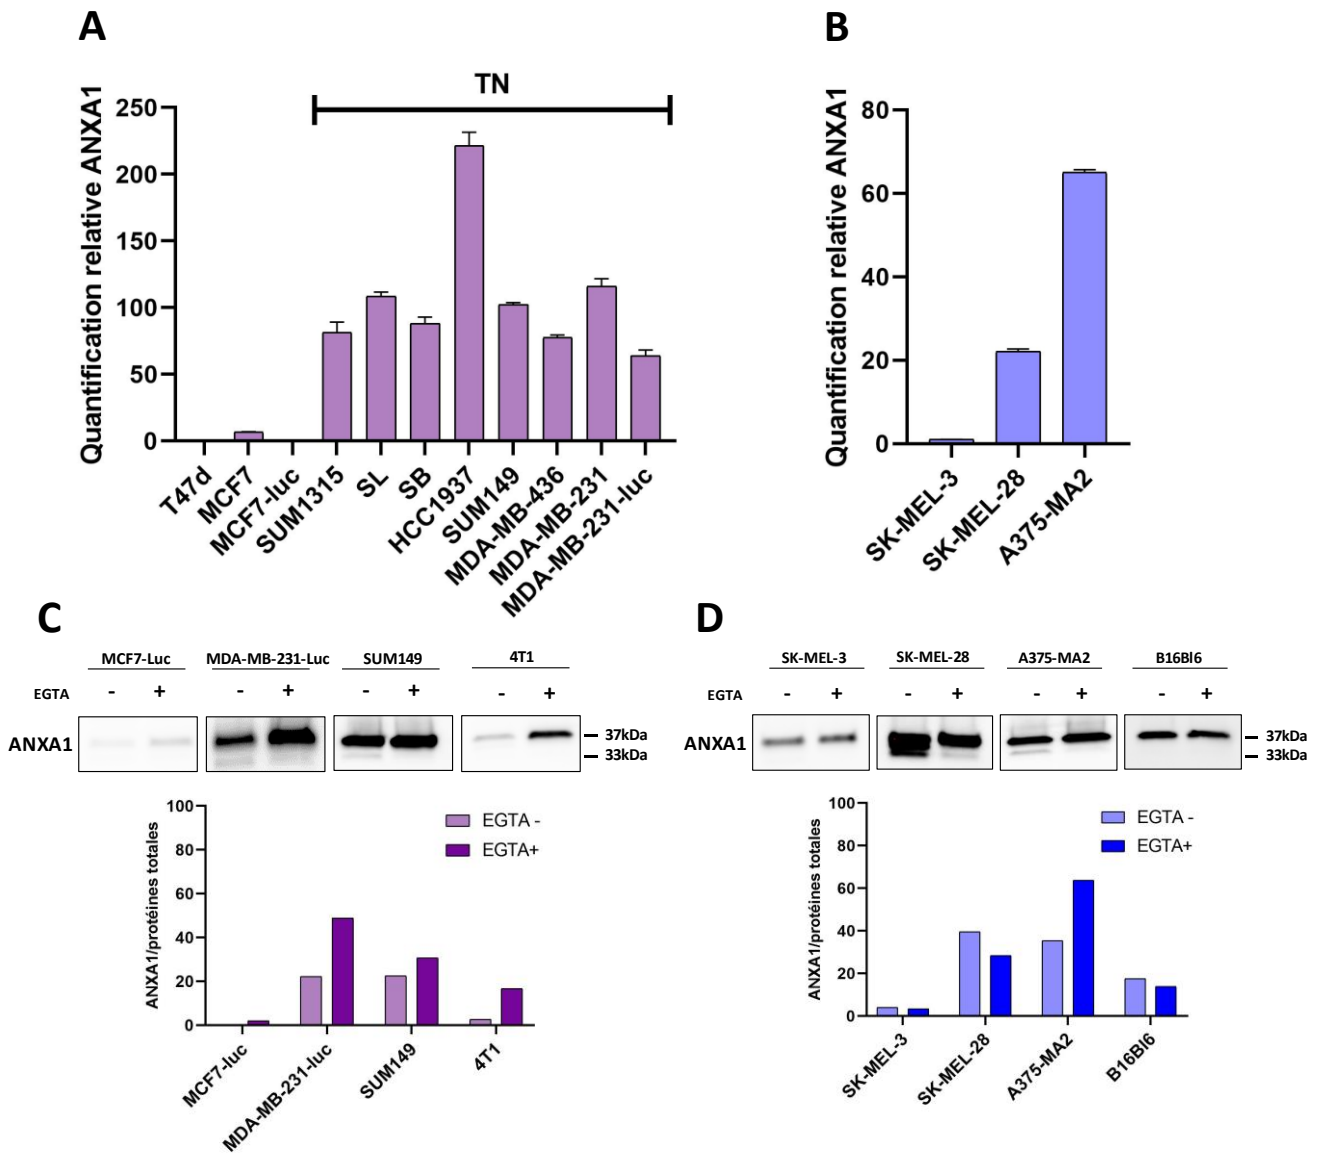 A
TN
Quantification relative ANXA1
250
200
150
100
50
0
T47d
MCF7
MCF7-luc
SUM1315
SL
SB
HCC1937
SUM149
MDA-MB-436
MDA-MB-231
MDA-MB-231-luc
B
Quantification relative ANXA1
80
60
40
20
0
SK-MEL-3
SK-MEL-28
A375-MA2
C
MCF7-Luc MDA-MB-231-Luc SUM149 4T1
EGTA - + - + - + - +
ANXA1
37kDa
33kDa
ANXA1/protéines totales
100
80
60
40
20
0
EGTA -
EGTA+
MCF7-luc
MDA-MB-231-luc
SUM149
4T1
D
SK-MEL-3 SK-MEL-28 A375-MA2 B16Bl6
EGTA - + - + - + - +
ANXA1
37kDa
33kDa
ANXA1/protéines totales
100
80
60
40
20
0
EGTA -
EGTA+
SK-MEL-3
SK-MEL-28
A375-MA2
B16Bl6